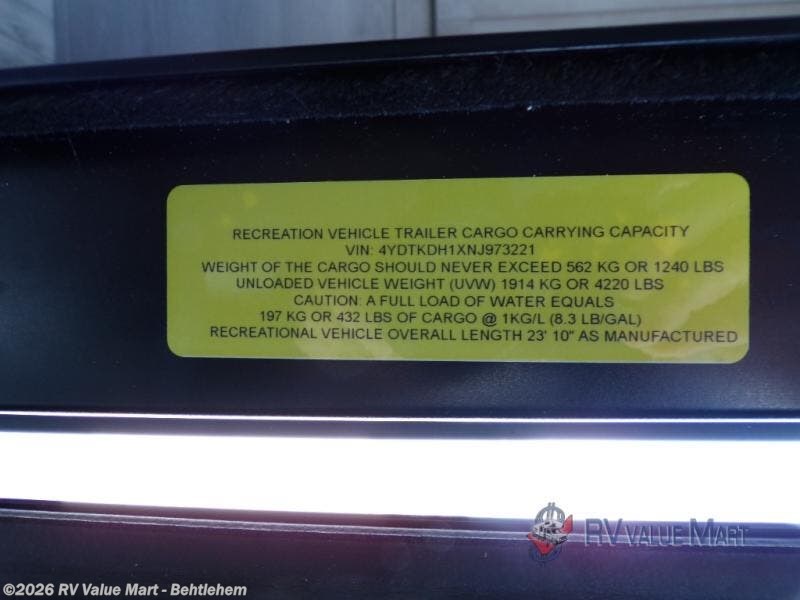 RECREATION VEHICLE TRAILER CARGO CARRYING CAPACITY
VIN: 4YDTKDH1XNJ973221
WEIGHT OF THE CARGO SHOULD NEVER EXCEED 562 KG OR 1240 LBS
UNLOADED VEHICLE WEIGHT (UVW) 1914 KG OR 4220 LBS
CAUTION: A FULL LOAD OF WATER EQUALS
197 KG OR 432 LBS OF CARGO @ 1KG/L (8.3 LB/GAL)
RECREATIONAL VEHICLE OVERALL LENGTH 23' 10" AS MANUFACTURED
RV VALUE MART
©2026 RV Value Mart - Behtlehem